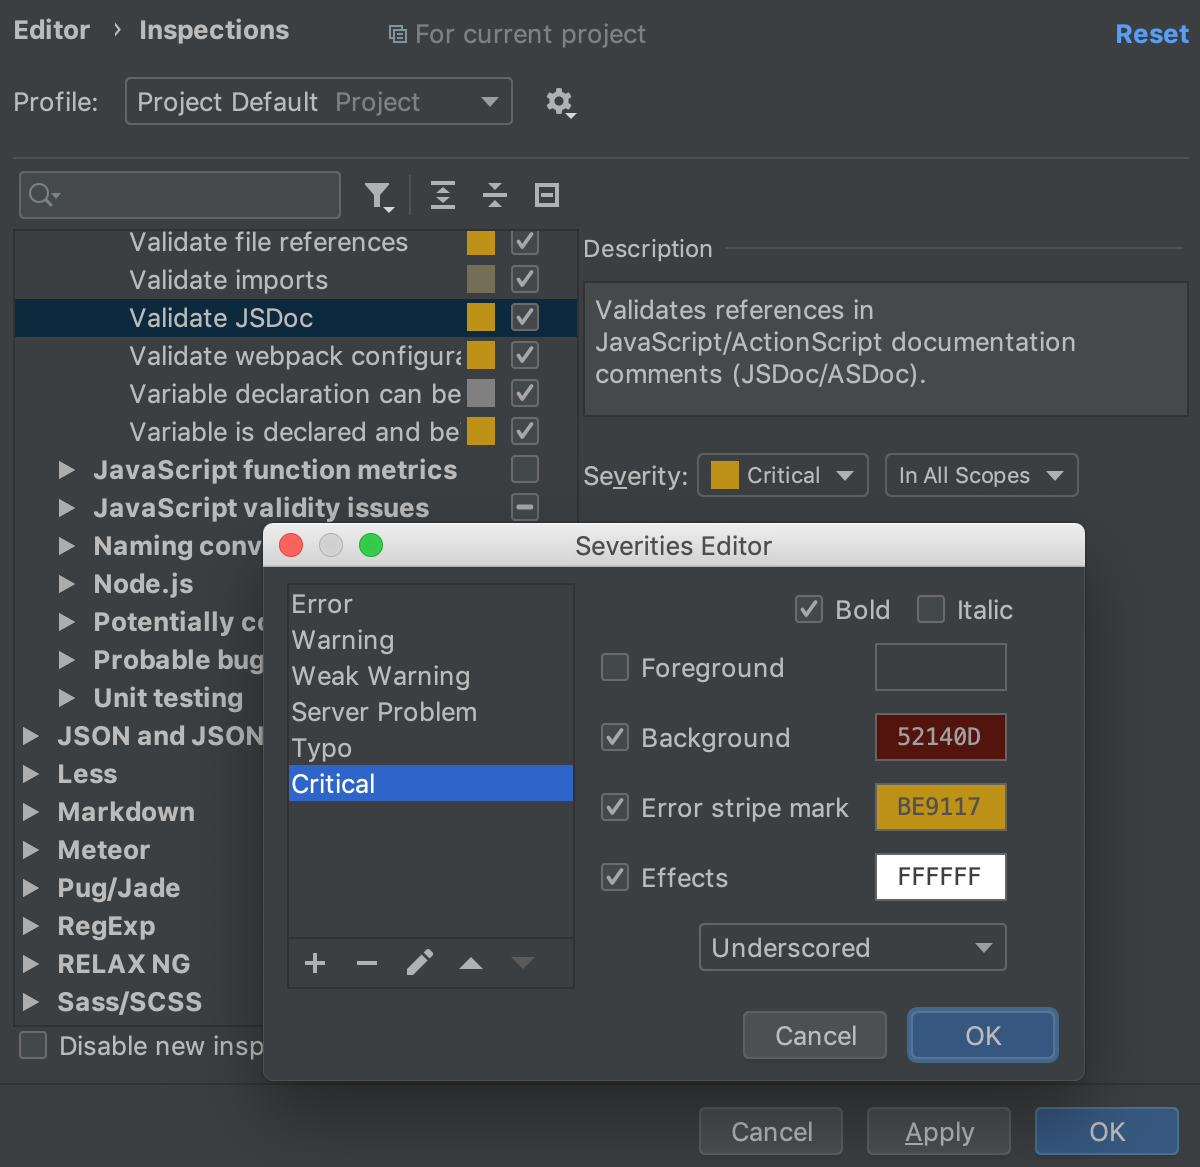 Editor › Inspections
For current project
Reset
Profile:
Project Default Project
Validate file references
Validate imports
Validate JSDoc
Validate webpack configura
Variable declaration can be
Variable is declared and be
JavaScript function metrics
JavaScript validity issues
Naming conv
Node.js
Potentially co
Probable bug
Unit testing
JSON and JSON
Less
Markdown
Meteor
Pug/Jade
RegExp
RELAX NG
Sass/SCSS
Disable new insp
Description
Validates references in
JavaScript/ActionScript documentation
comments (JSDoc/ASDoc).
Severity:
Critical
In All Scopes
Severities Editor
Error
Warning
Weak Warning
Server Problem
Typo
Critical
Bold
Italic
Foreground
Background
52140D
Error stripe mark
BE9117
Effects
FFFFFF
Underscored
Cancel
OK
Cancel
Apply
OK